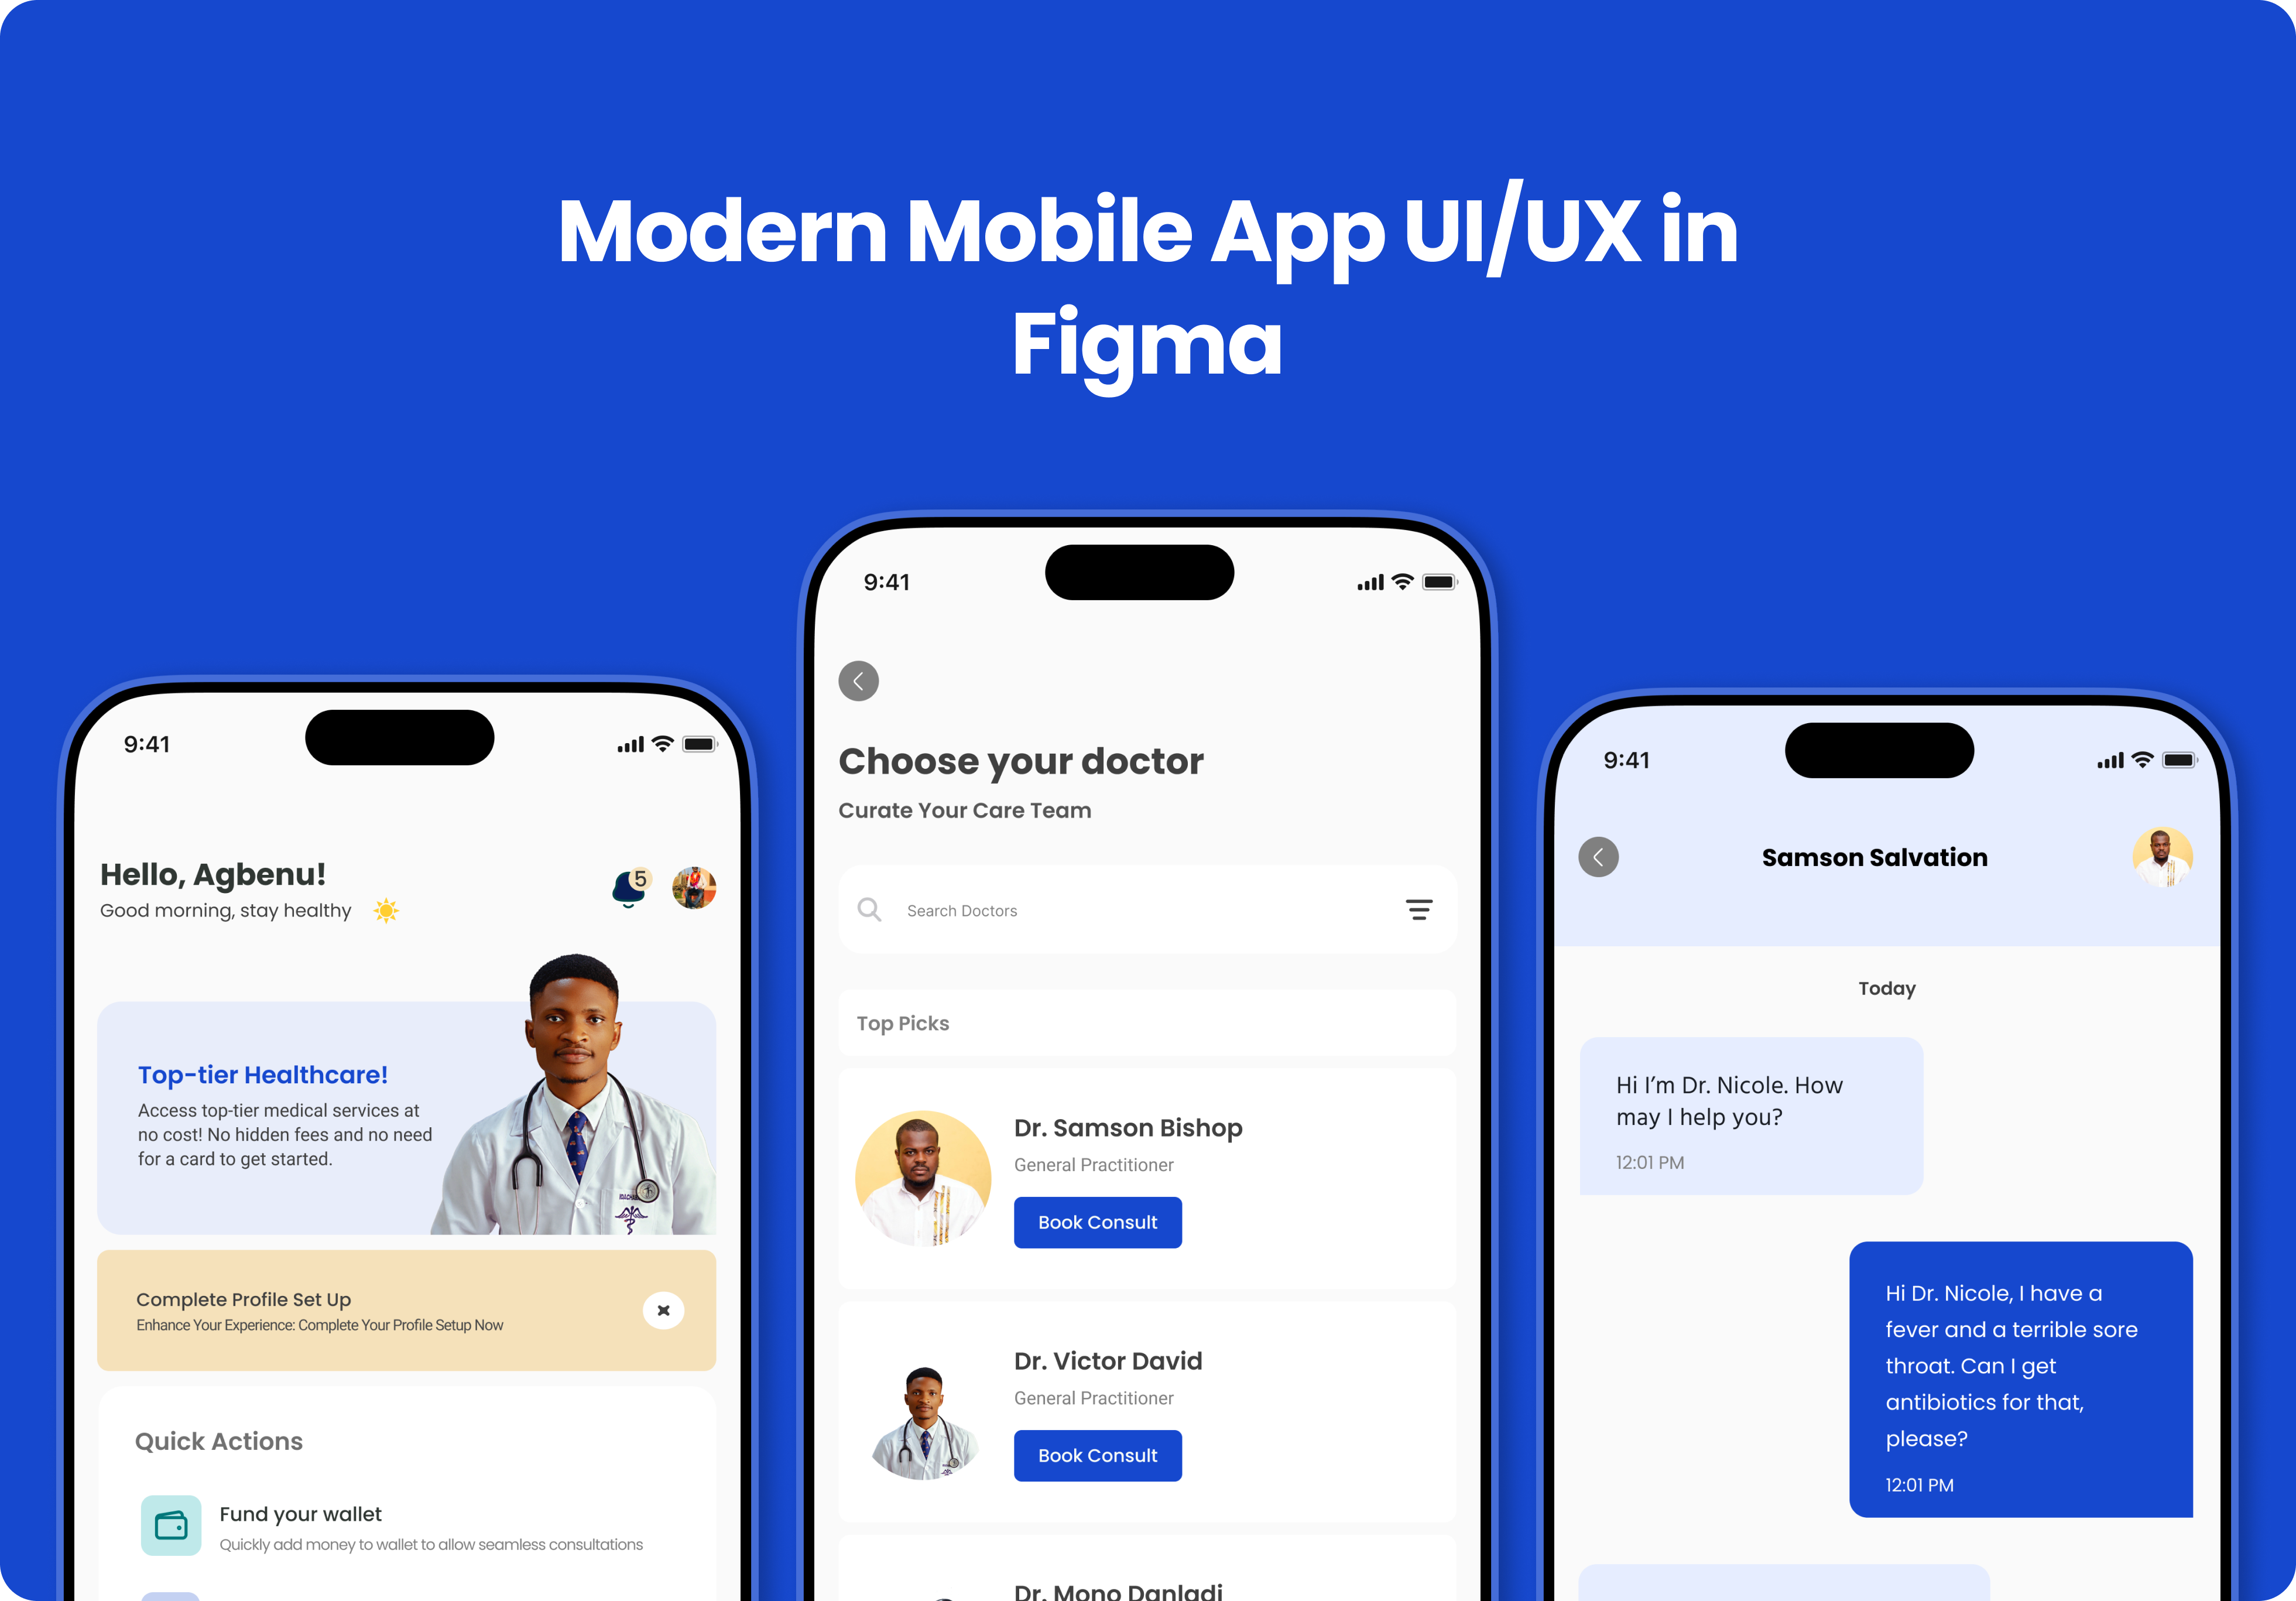 Modern Mobile App UI/UX in
Figma
9:41
Hello, Agbenu!
Good morning, stay healthy
5
Top-tier Healthcare!
Access top-tier medical services at
no cost! No hidden fees and no need
for a card to get started.
Complete Profile Set Up
Enhance Your Experience: Complete Your Profile Setup Now
Quick Actions
Fund your wallet
Quickly add money to wallet to allow seamless consultations
9:41
Choose your doctor
Curate Your Care Team
Search Doctors
Top Picks
Dr. Samson Bishop
General Practitioner
Book Consult
Dr. Victor David
General Practitioner
Book Consult
Dr. Mono Danladi
9:41
Samson Salvation
Today
Hi I’m Dr. Nicole. How
may I help you?
12:01 PM
Hi Dr. Nicole, I have a
fever and a terrible sore
throat. Can I get
antibiotics for that,
please?
12:01 PM